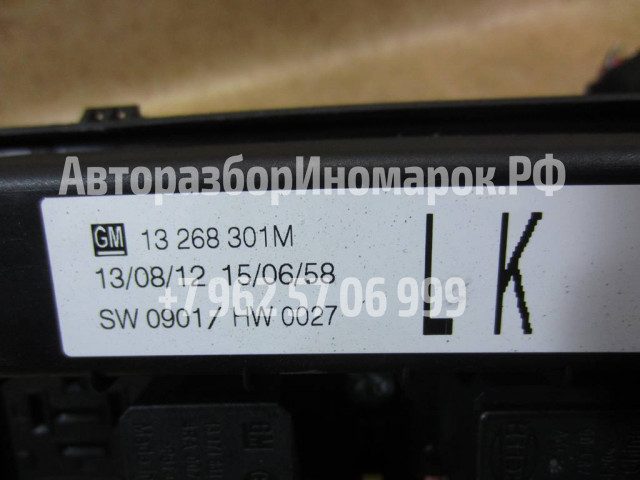 АвторазборИномарок.РФ
GM 13 268 301M
13/08/12 15/06/58
+7 962 57 06 999
SW 0901/ HW 0027
LK